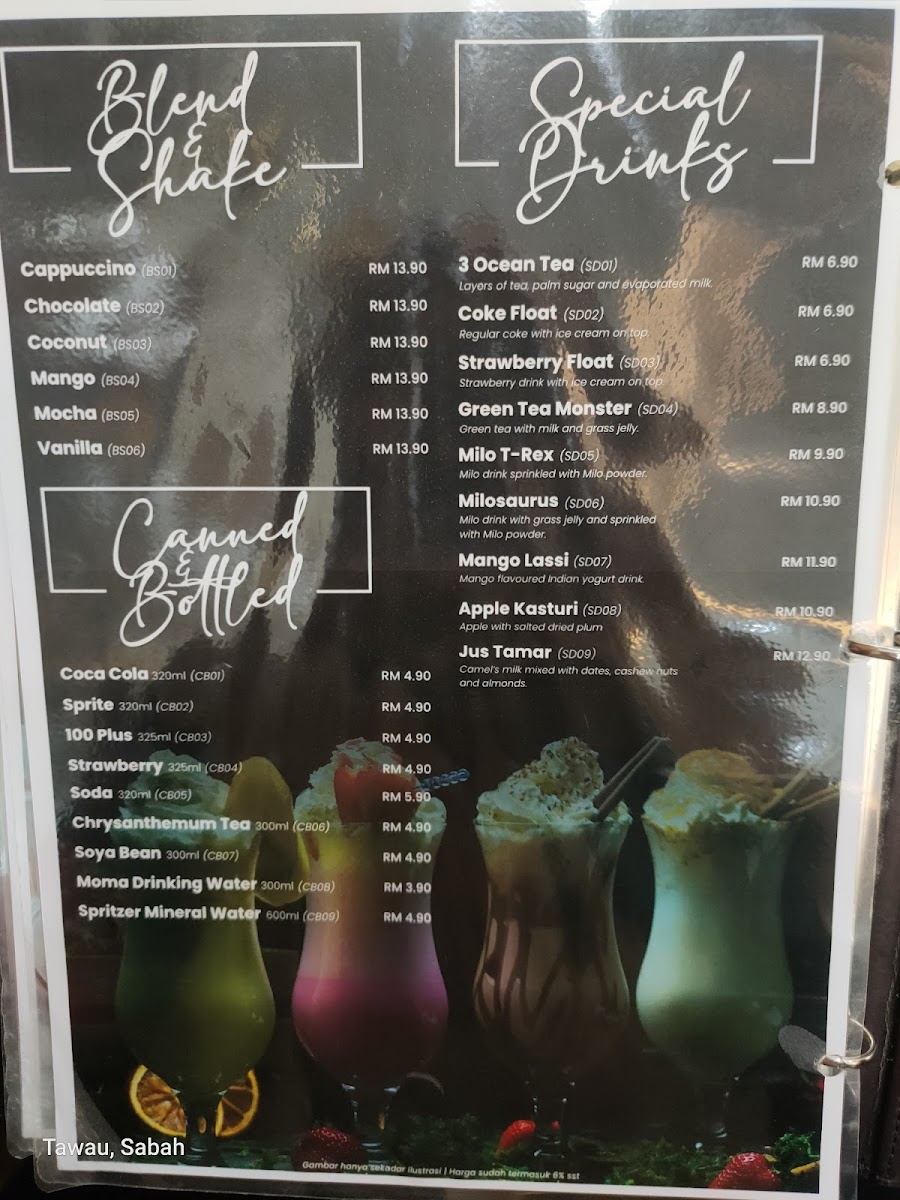 Blend
&
Shake
Cappuccino (BS01) RM 13.90
Chocolate (BS02) RM 13.90
Coconut (BS03) RM 13.90
Mango (BS04) RM 13.90
Mocha (BS05) RM 13.90
Vanilla (BS06) RM 13.90
Canned
&
Bottled
Coca Cola 320ml (CB01) RM 4.90
Sprite 320ml (CB02) RM 4.90
100 Plus 325ml (CB03) RM 4.90
Strawberry 325ml (CB04) RM 4.90
Soda 320ml (CB05) RM 5.90
Chrysanthemum Tea 300ml (CB06) RM 4.90
Soya Bean 300ml (CB07) RM 4.90
Moma Drinking Water 300ml (CB08) RM 3.90
Spritzer Mineral Water 600ml (CB09) RM 4.90
Special
Drinks
3 Ocean Tea (SD01) RM 6.90
Layers of tea, palm sugar and evaporated milk.
Coke Float (SD02) RM 6.90
Regular coke with ice cream on top.
Strawberry Float (SD03) RM 6.90
Strawberry drink with ice cream on top.
Green Tea Monster (SD04) RM 8.90
Green tea with milk and grass jelly.
Milo T-Rex (SD05) RM 9.90
Milo drink sprinkled with Milo powder.
Milosaurus (SD06) RM 10.90
Milo drink with grass jelly and sprinkled
with Milo powder.
Mango Lassi (SD07) RM 11.90
Mango flavoured Indian yogurt drink.
Apple Kasturi (SD08) RM 10.90
Apple with salted dried plum
Jus Tamar (SD09) RM 12.90
Camel's milk mixed with dates, cashew nuts
and almonds.
Tawau, Sabah
Gambar hanya sekadar ilustrasi | Harga sudah termasuk 6% sst